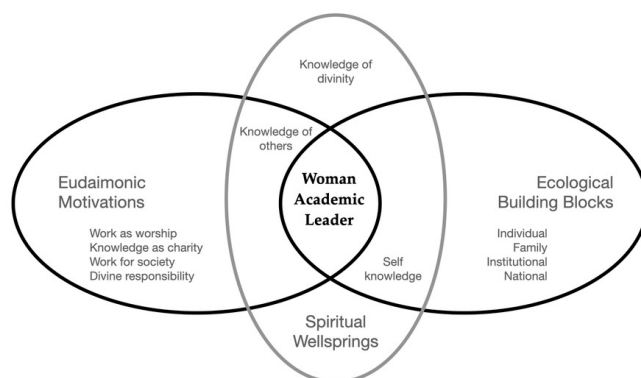 Knowledge of
divinity
Knowledge of
others
Eudaimonic
Motivations
Work as worship
Knowledge as charity
Work for society
Divine responsibility
Woman
Academic
Leader
Ecological
Building Blocks
Individual
Family
Institutional
National
Self
knowledge
Spiritual
Wellsprings